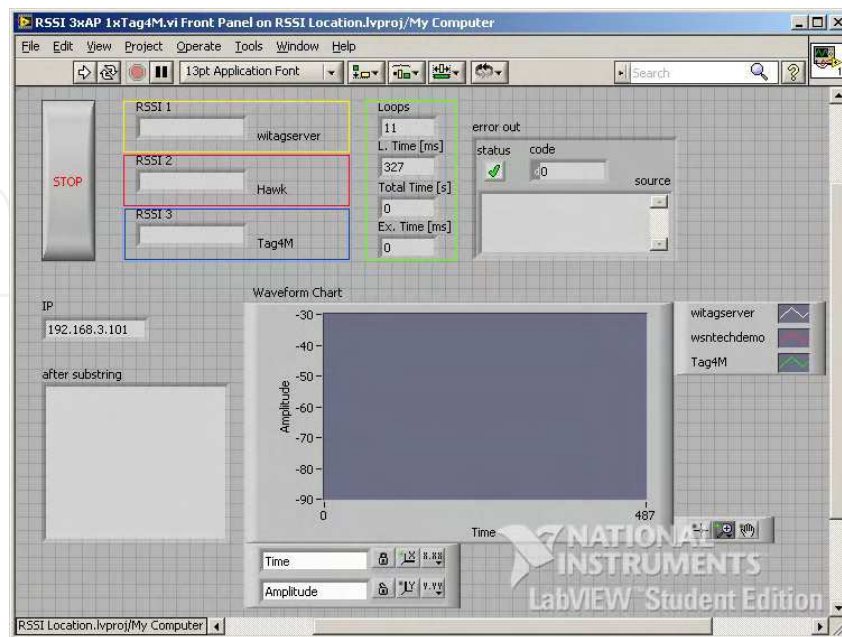 RSSI 3xAP 1xTag4M.vi Front Panel on RSSI Location.lvproj/My Computer
File Edit View Project Operate Tools Window Help
13pt Application Font
Search
1
STOP
RSSI 1
witagserver
RSSI 2
Hawk
RSSI 3
Tag4M
Loops
11
L. Time [ms]
327
Total Time [s]
0
Ex. Time [ms]
0
error out
status code
0
source
IP
192.168.3.101
after substring
Waveform Chart
-30
-40
-50
-60
-70
-80
-90
Amplitude
0 487
Time
witagserver
wsntechdemo
Tag4M
Time
X.XX
Amplitude
Y.YY
NATIONAL
INSTRUMENTS
LabVIEW™ Student Edition
RSSI Location.lvproj/My Computer